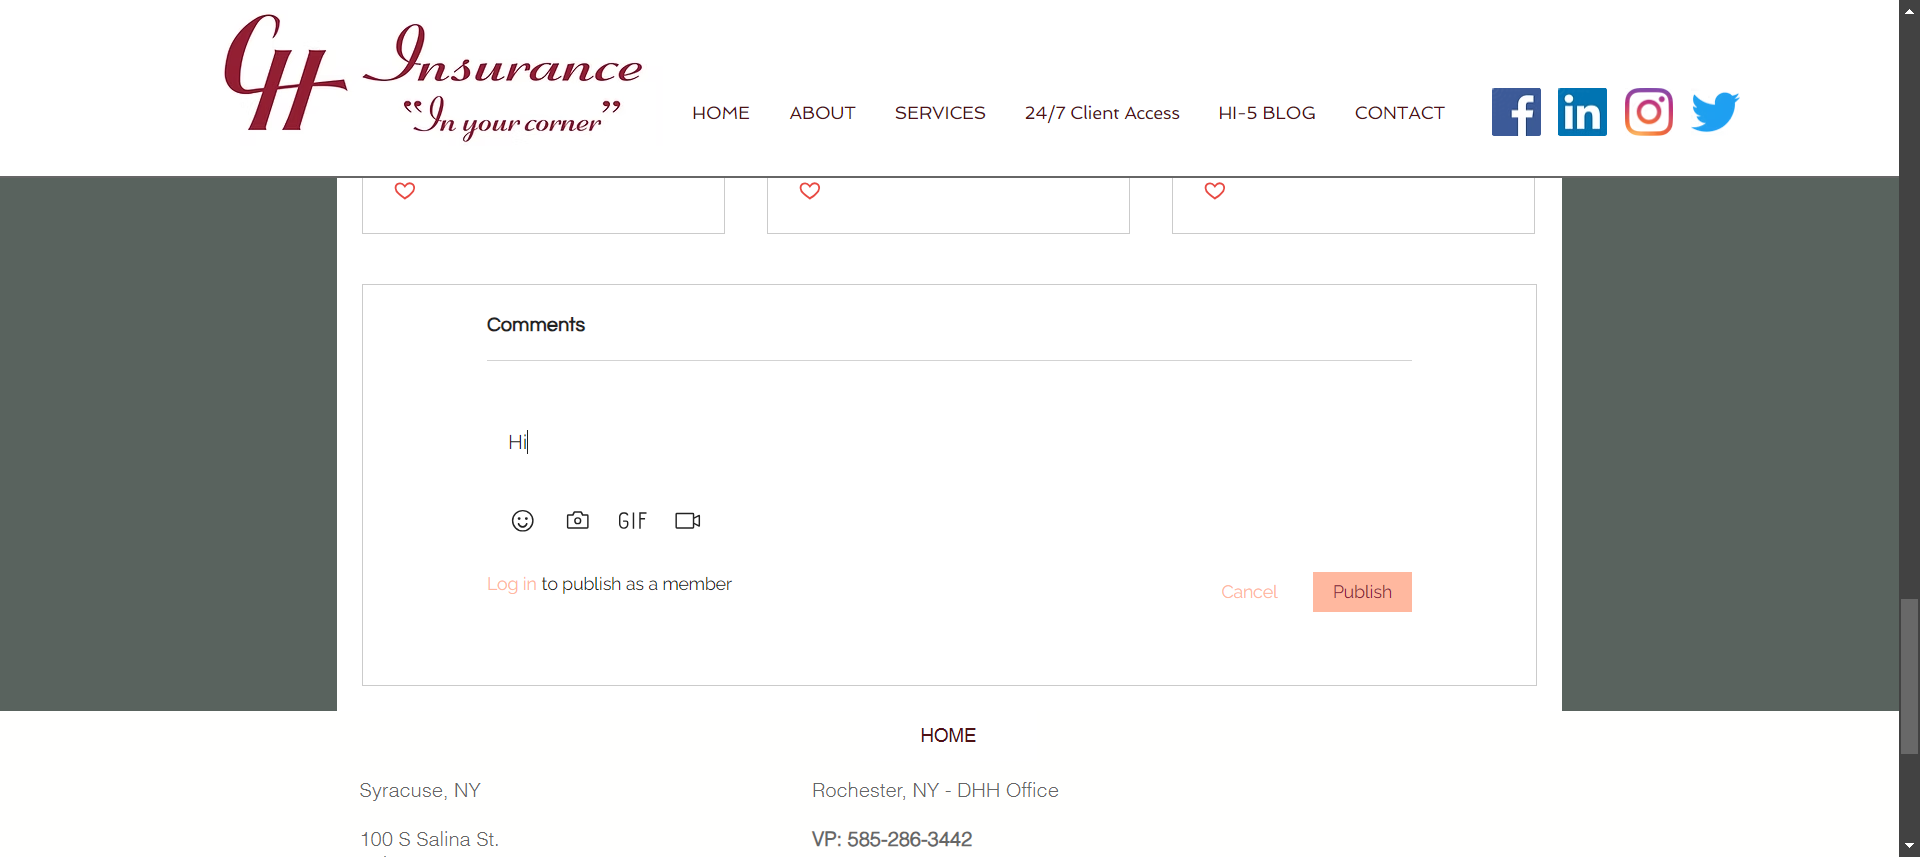 CH Insurance
"In your corner"
HOME ABOUT SERVICES 24/7 Client Access HI-5 BLOG CONTACT
Comments
Hi
GIF
Log in to publish as a member
Cancel Publish
HOME
Syracuse, NY
Rochester, NY - DHH Office
100 S Salina St.
VP: 585-286-3442